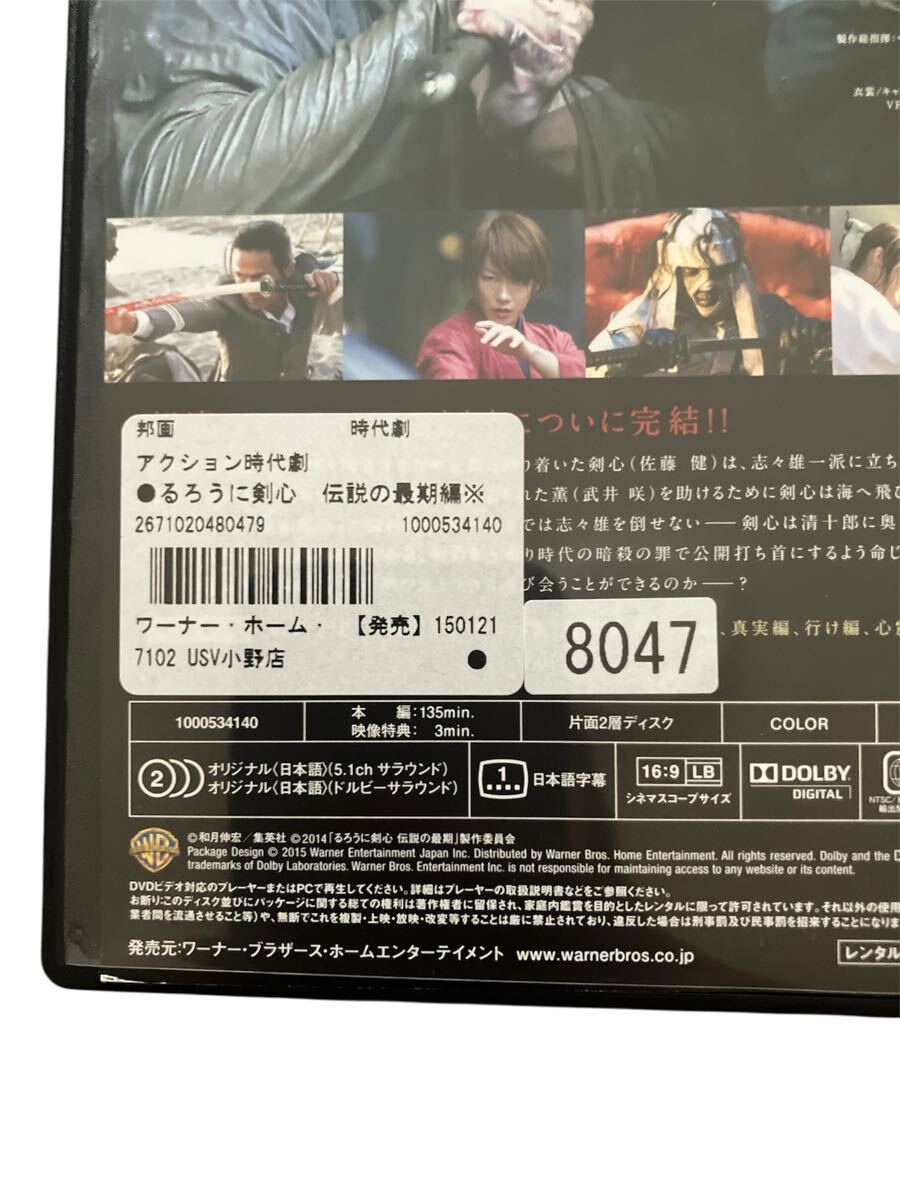 製作総指揮:
衣裳/キャ
VF
についに完結!!
り着いた剣心(佐藤 健)は、志々雄一派に立ち
れた薫(武井 咲)を助けるために剣心は海へ飛び
では志々雄を倒せない── 剣心は清十郎に奥
り時代の暗殺の罪で公開打ち首にするよう命じ
び会うことができるのか──?
、真実編、行け編、心
邦画 時代劇
アクション時代劇
●るろうに剣心 伝説の最期編※
2671020480479 1000534140
ワーナー・ホーム・ 【発売】150121
7102 USV小野店 ●
8047
1000534140
本 編:135min.
映像特典: 3min.
片面2層ディスク
COLOR
2 オリジナル〈日本語〉(5.1ch サラウンド)
オリジナル〈日本語〉(ドルビーサラウンド)
1 日本語字幕
16:9 LB
シネマスコープサイズ
DOLBY
DIGITAL
NTSC/
WB
©和月伸宏/集英社 ©2014「るろうに剣心 伝説の最期」製作委員会
Package Design © 2015 Warner Entertainment Japan Inc. Distributed by Warner Bros. Home Entertainment. All rights reserved. Dolby and the D
trademarks of Dolby Laboratories. Warner Bros. Entertainment Inc. is not responsible for maintaining access to any website or its content.
DVDビデオ対応のプレーヤーまたはPCで再生してください。詳細はプレーヤーの取扱説明書などをご参照ください。
お断り:このディスク並びにパッケージに関する総ての権利は著作権者に留保され、家庭内鑑賞を目的としたレンタルに限って許可されています。それ以外の使用
業者間を流通させること等)や、無断でこれを複製・上映・放映・改変等することは厳に禁止されており、違反した場合は刑事罰及び民事罰を招来することになりま
発売元:ワーナー・ブラザース・ホームエンターテイメント www.warnerbros.co.jp
レンタル